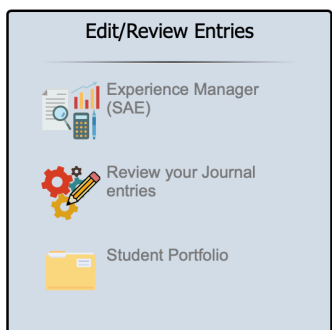 Edit/Review Entries
Experience Manager
(SAE)
Review your Journal
entries
Student Portfolio